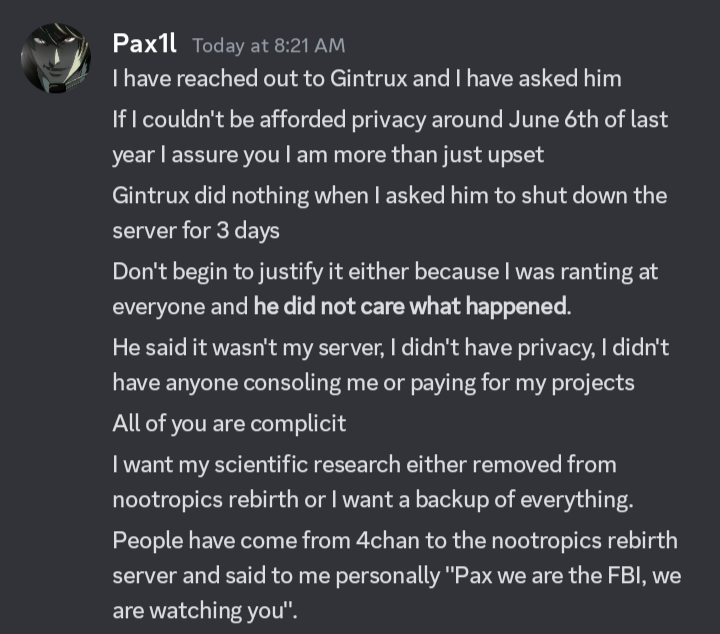 Pax1l Today at 8:21 AM
I have reached out to Gintrux and I have asked him
If I couldn't be afforded privacy around June 6th of last
year I assure you I am more than just upset
Gintrux did nothing when I asked him to shut down the
server for 3 days
Don't begin to justify it either because I was ranting at
everyone and he did not care what happened.
He said it wasn't my server, I didn't have privacy, I didn't
have anyone consoling me or paying for my projects
All of you are complicit
I want my scientific research either removed from
nootropics rebirth or I want a backup of everything.
People have come from 4chan to the nootropics rebirth
server and said to me personally "Pax we are the FBI, we
are watching you".